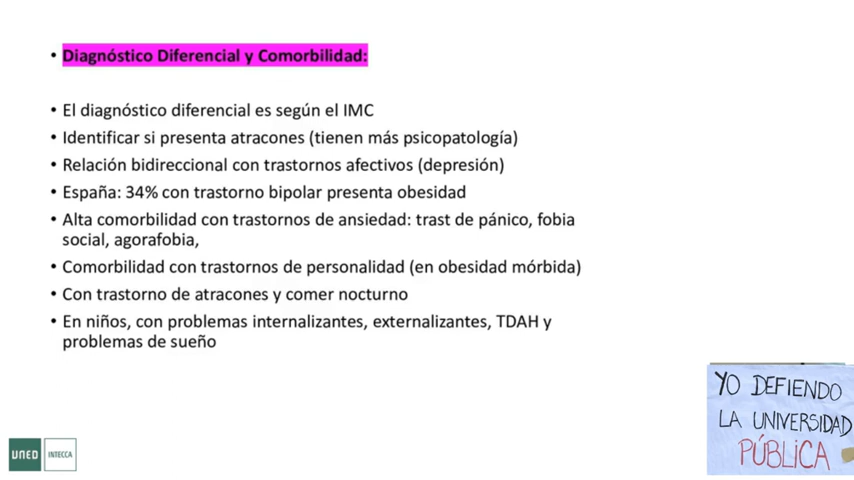 • Diagnóstico Diferencial y Comorbilidad:
• El diagnóstico diferencial es según el IMC
• Identificar si presenta atracones (tienen más psicopatología)
• Relación bidireccional con trastornos afectivos (depresión)
• España: 34% con trastorno bipolar presenta obesidad
• Alta comorbilidad con trastornos de ansiedad: trast de pánico, fobia
social, agorafobia,
• Comorbilidad con trastornos de personalidad (en obesidad mórbida)
• Con trastorno de atracones y comer nocturno
• En niños, con problemas internalizantes, externalizantes, TDAH y
problemas de sueño
YO DEFIENDO
LA UNIVERSIDAD
PÚBLICA
UNED INTECCA